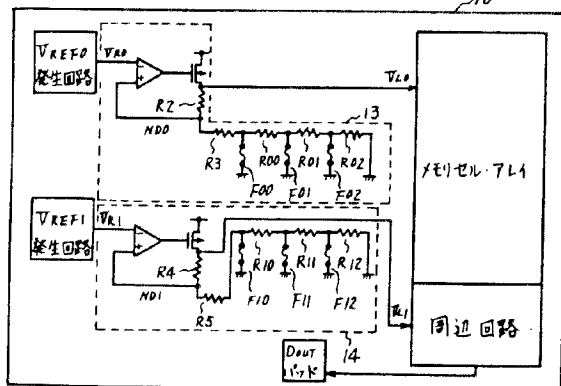 VREF0
発生回路
VR0
R2
ND0
R3
R00
R01
R02
F00
F01
F02
13
VL0
メモリセル・アレイ
VREF1
発生回路
VR1
R4
ND1
R5
R10
R11
R12
F10
F11
F12
14
VL1
周辺回路
DOUT
パッド